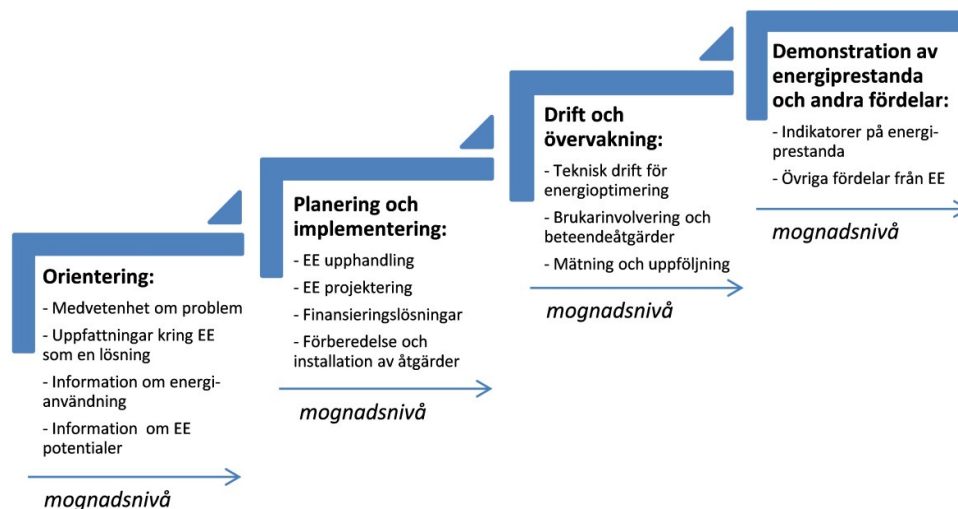 Orientering:
- Medvetenhet om problem
- Uppfattningar kring EE
som en lösning
- Information om energi-
användning
- Information om EE
potentialer
mognadsnivå
Planering och
implementering:
- EE upphandling
- EE projektering
- Finansieringslösningar
- Förberedelse och
installation av åtgärder
mognadsnivå
Drift och
övervakning:
- Teknisk drift för
energioptimering
- Brukarinvolvering och
beteendeåtgärder
- Mätning och uppföljning
mognadsnivå
Demonstration av
energiprestanda
och andra fördelar:
- Indikatorer på energi-
prestanda
- Övriga fördelar från EE
mognadsnivå